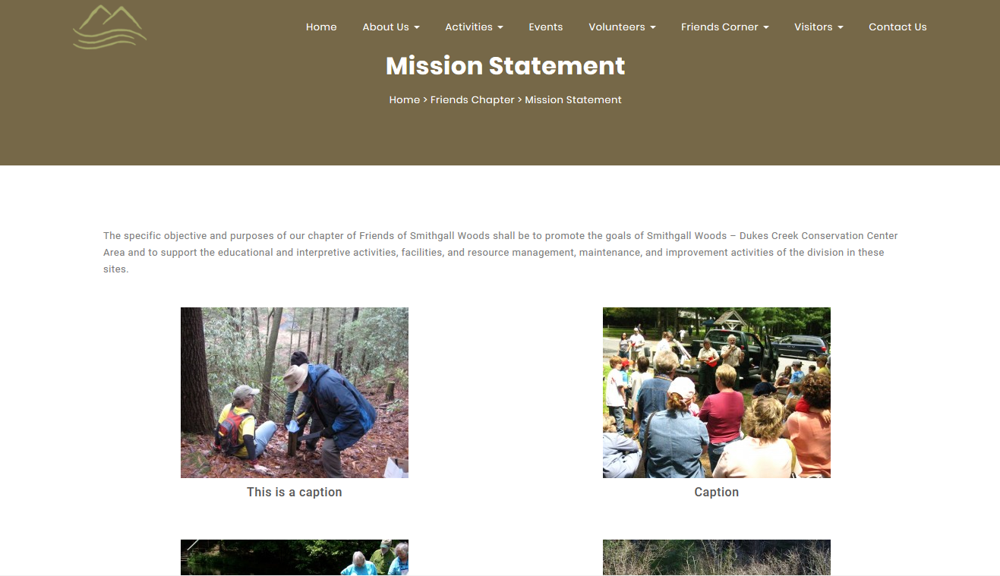 Home About Us Activities Events Volunteers Friends Corner Visitors Contact Us
Mission Statement
Home > Friends Chapter > Mission Statement
The specific objective and purposes of our chapter of Friends of Smithgall Woods shall be to promote the goals of Smithgall Woods – Dukes Creek Conservation Center
Area and to support the educational and interpretive activities, facilities, and resource management, maintenance, and improvement activities of the division in these
sites.
This is a caption
Caption